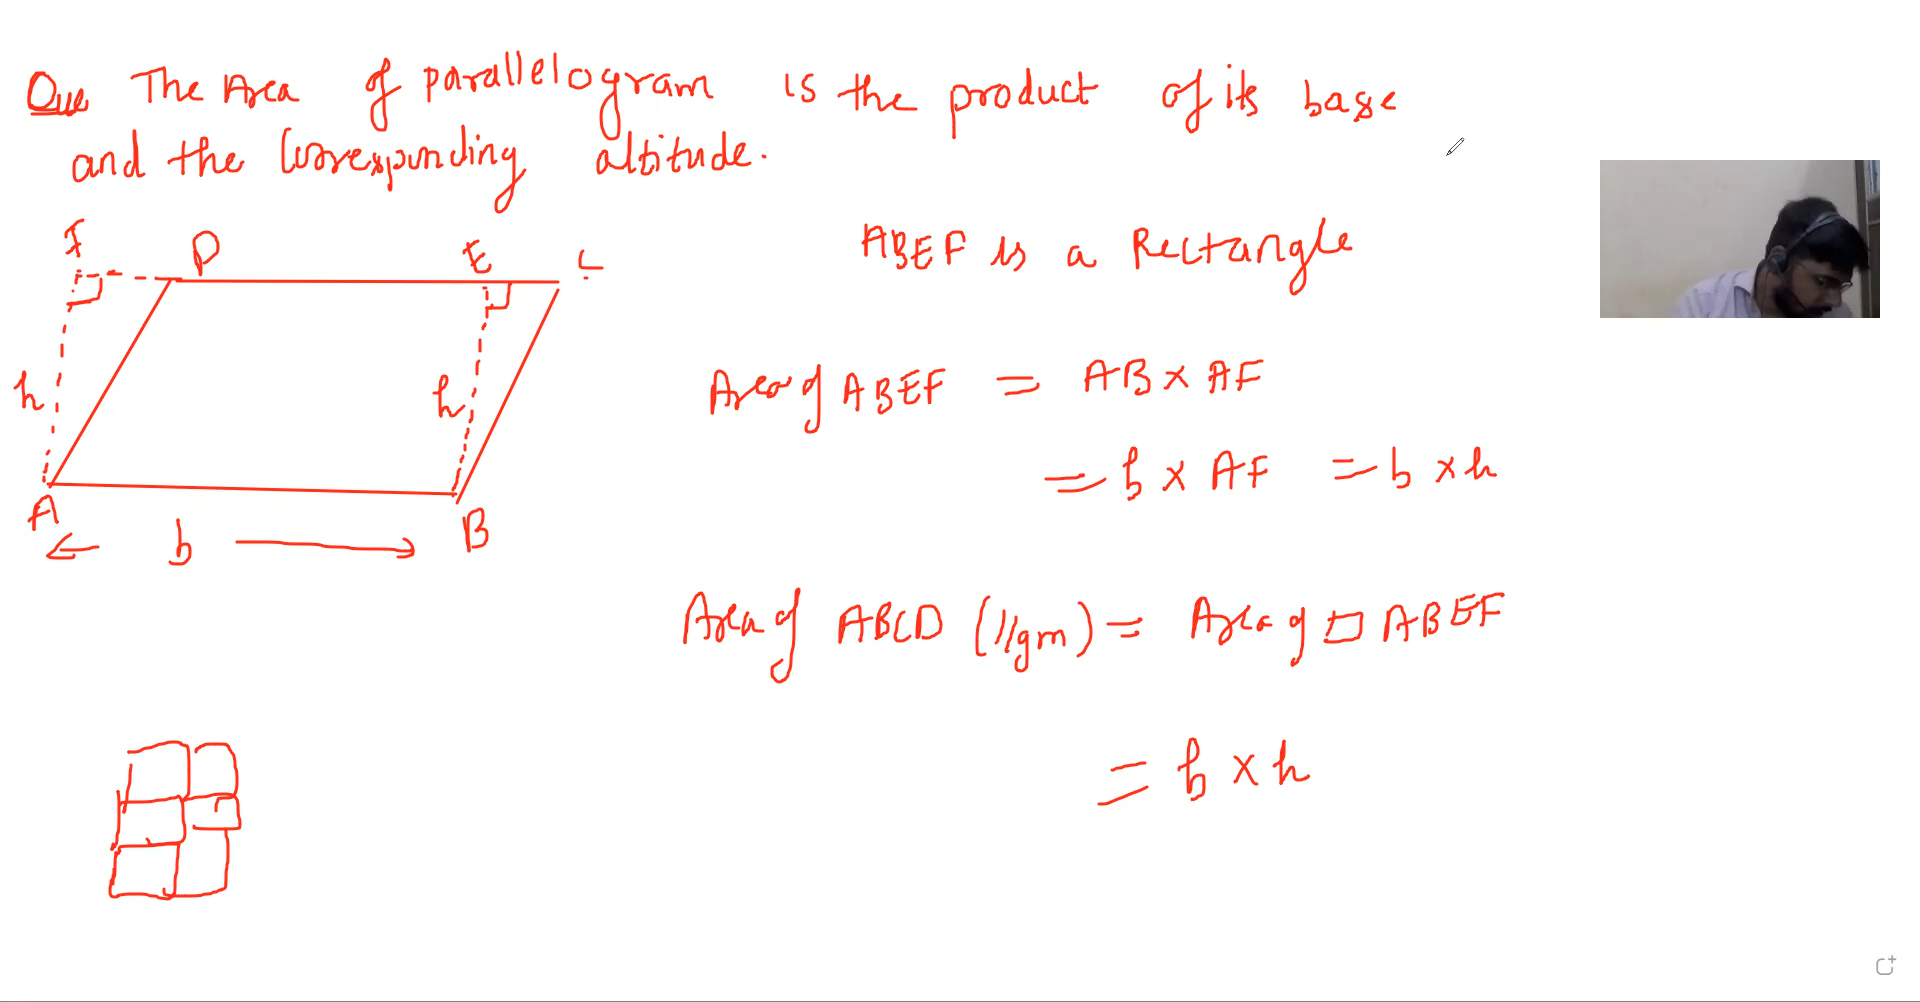 Que The Area of parallelogram is the product of its base
and the Corresponding altitude.
F D E C
ABEF is a Rectangle
h h
Area of ABEF = AB × AF
= b × AF = b × h
A b B
Area of ABCD (||gm) = Area of ▭ ABEF
= b × h